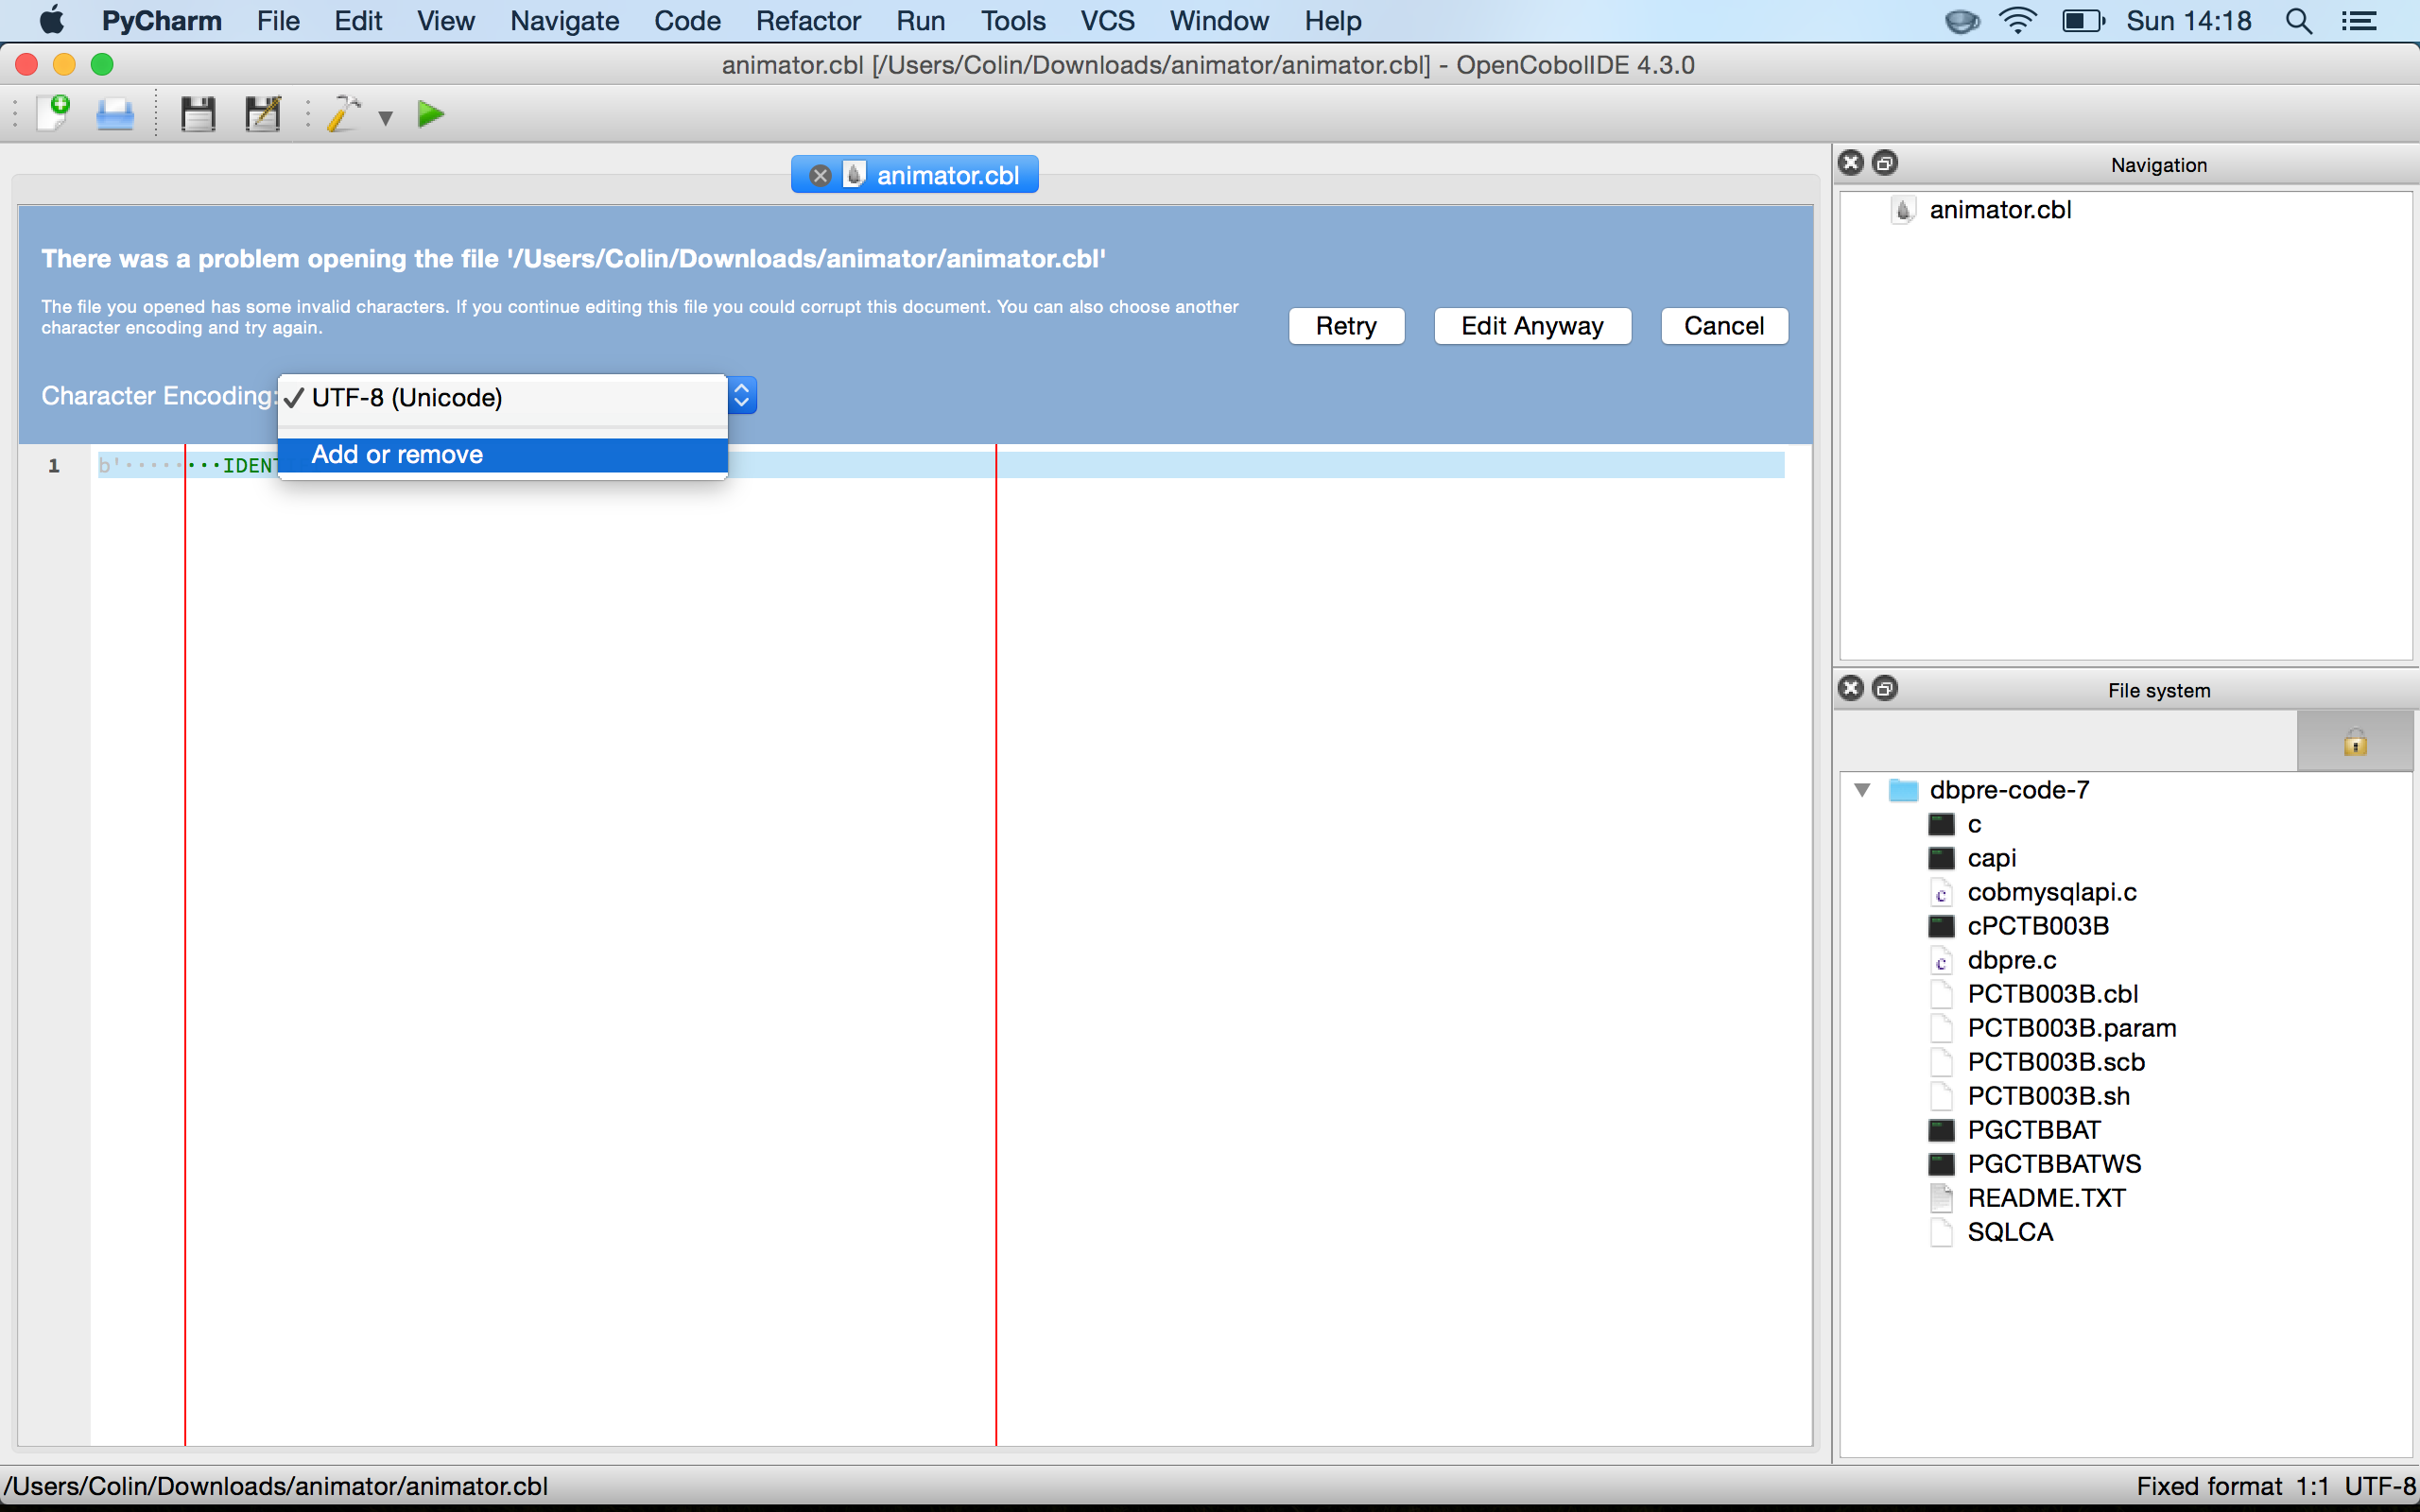 PyCharm File Edit View Navigate Code Refactor Run Tools VCS Window Help Sun 14:18
animator.cbl [/Users/Colin/Downloads/animator/animator.cbl] - OpenCobolIDE 4.3.0
animator.cbl
There was a problem opening the file '/Users/Colin/Downloads/animator/animator.cbl'
The file you opened has some invalid characters. If you continue editing this file you could corrupt this document. You can also choose another
character encoding and try again.
Retry Edit Anyway Cancel
Character Encoding: ✓ UTF-8 (Unicode)
Add or remove
1 b'········IDENT
Navigation
animator.cbl
File system
dbpre-code-7
c
capi
cobmysqlapi.c
cPCTB003B
dbpre.c
PCTB003B.cbl
PCTB003B.param
PCTB003B.scb
PCTB003B.sh
PGCTBBAT
PGCTBBATWS
README.TXT
SQLCA
/Users/Colin/Downloads/animator/animator.cbl Fixed format 1:1 UTF-8